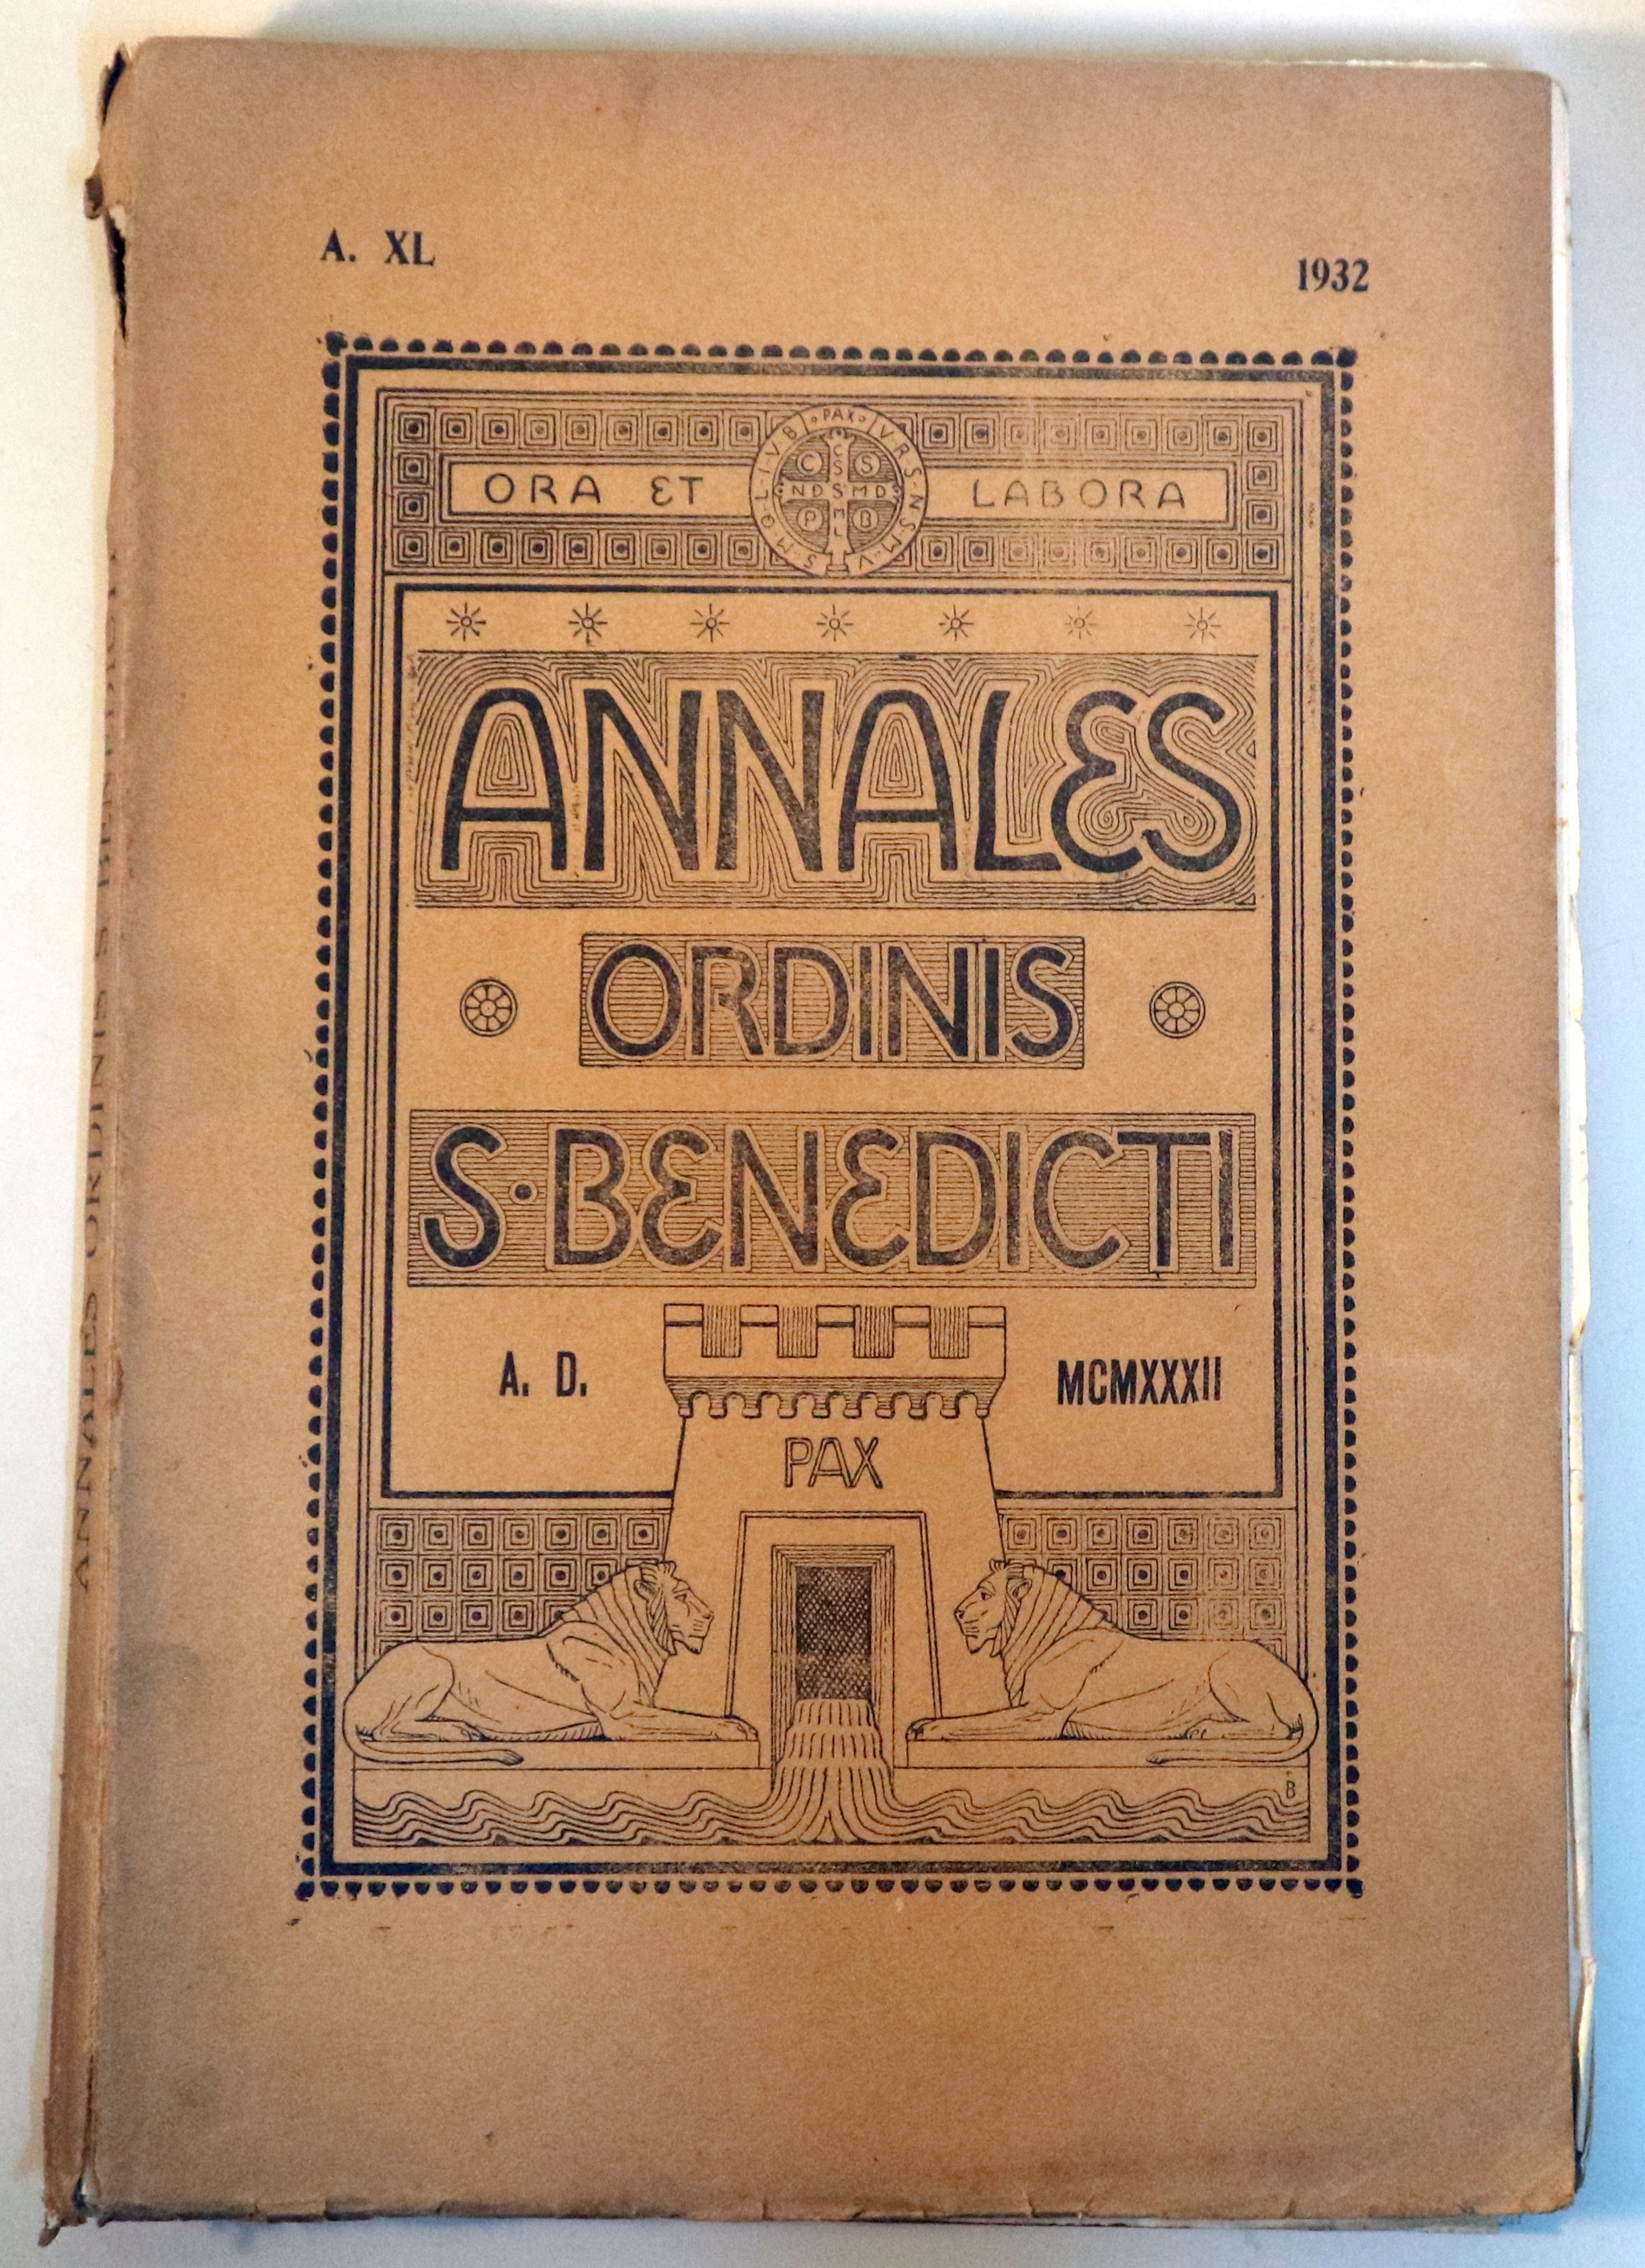 A. XL
1932
ORA ET LABORA
PAX
V R S · N S M · V
S · M Q L · I V B
C S
C S S P B
N D S M D
M L
ANNALES
ORDINIS
S · BENEDICTI
A. D. MCMXXXII
PAX
B
ANNALES ORDINIS S BENEDICTI